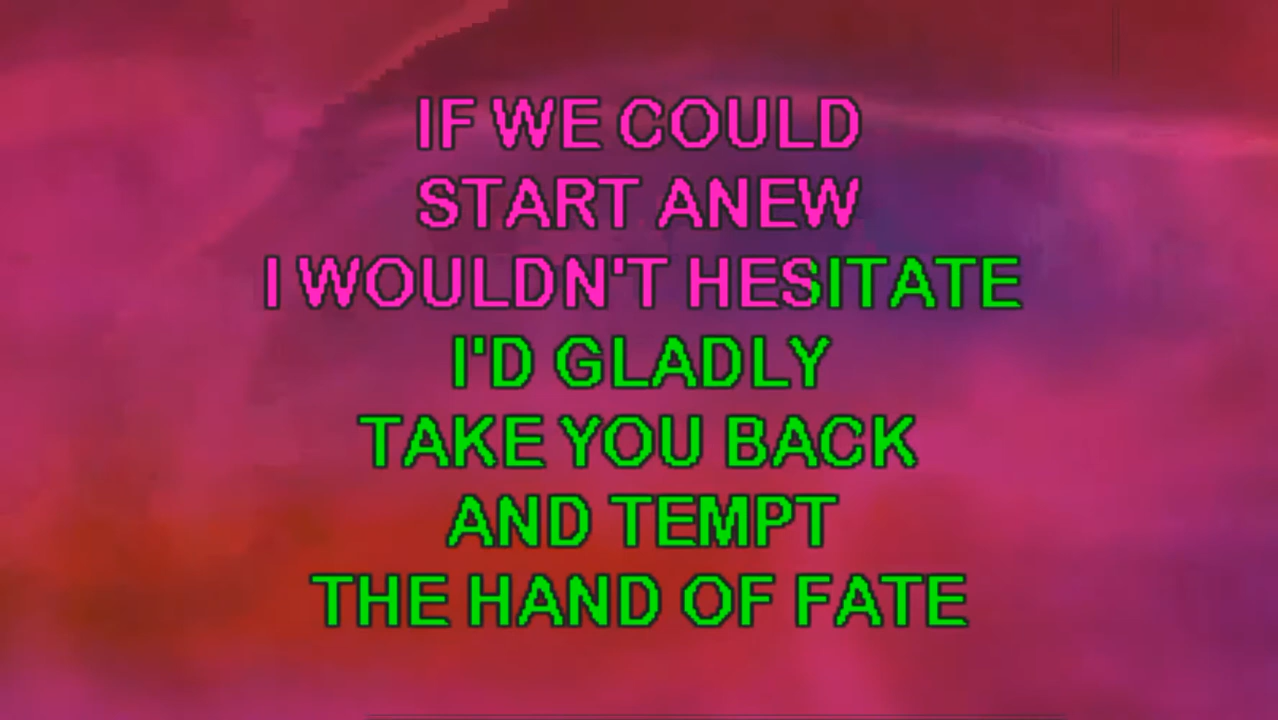 IF WE COULD
START ANEW
I WOULDN'T HESITATE
I'D GLADLY
TAKE YOU BACK
AND TEMPT
THE HAND OF FATE